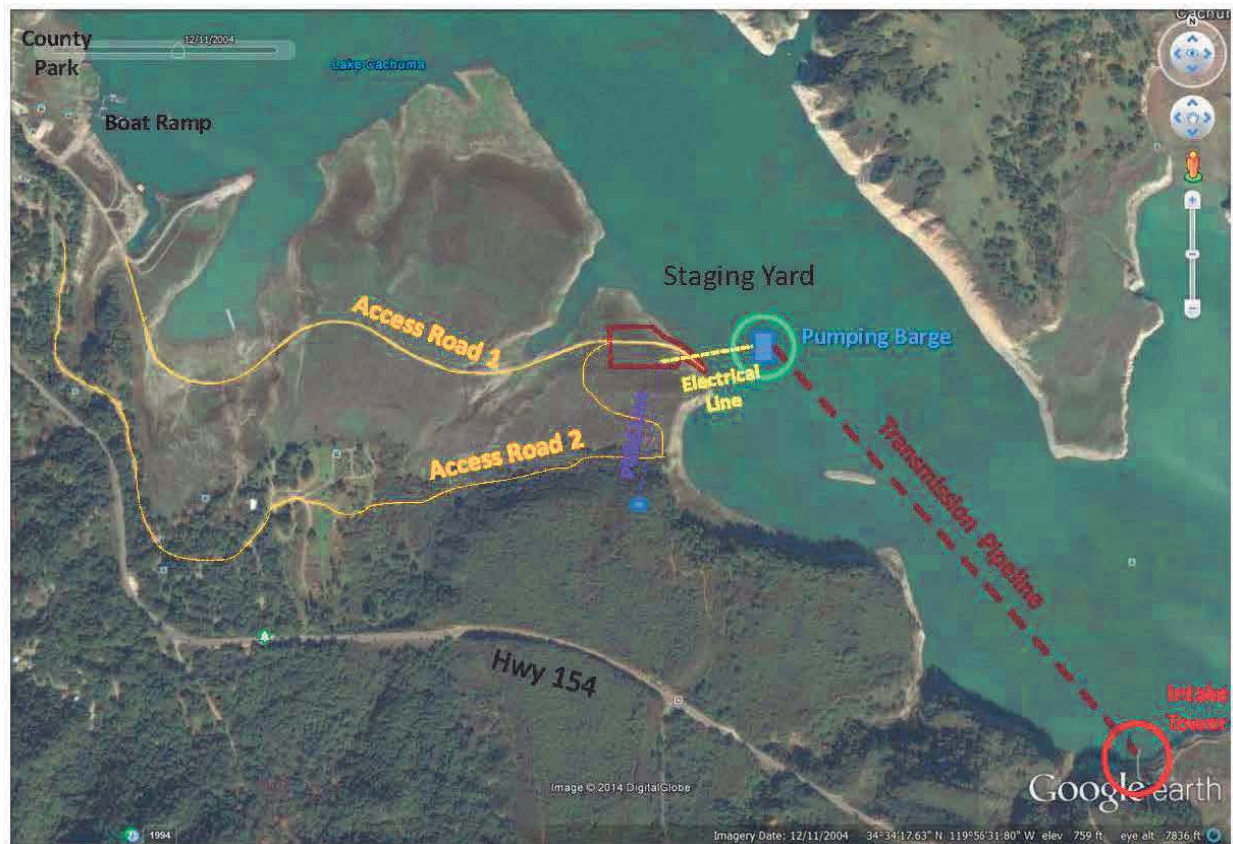 County
Park
12/11/2004
Lake Cachuma
Boat Ramp
N
Staging Yard
Access Road 1
Pumping Barge
Electrical
Line
Access Road 2
Transmission Pipeline
Hwy 154
Intake
Tower
Image © 2014 DigitalGlobe
Google earth
1994
Imagery Date: 12/11/2004 34°34'17.63" N 119°56'31.80" W elev 759 ft eye alt 7836 ft